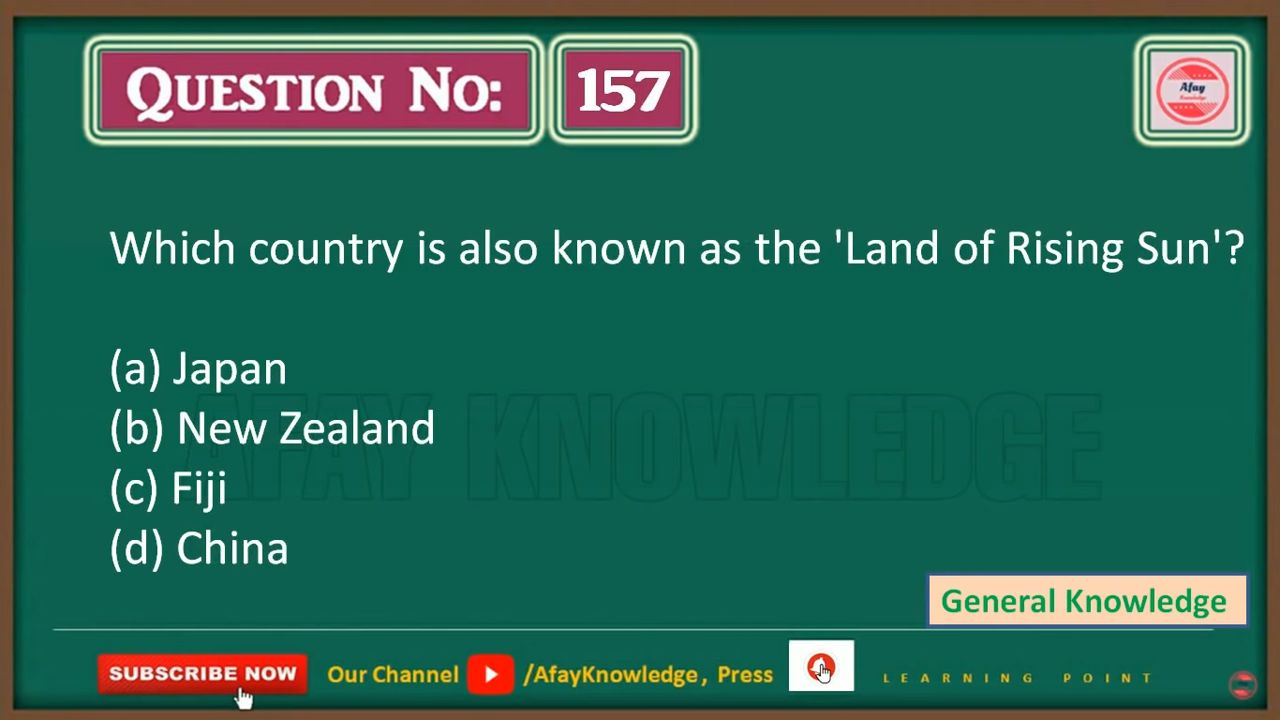 QUESTION NO: 157
Afay
Knowledge
Which country is also known as the 'Land of Rising Sun'?
(a) Japan
(b) New Zealand
(c) Fiji
(d) China
AFAY KNOWLEDGE
General Knowledge
SUBSCRIBE NOW Our Channel /AfayKnowledge, Press LEARNING POINT